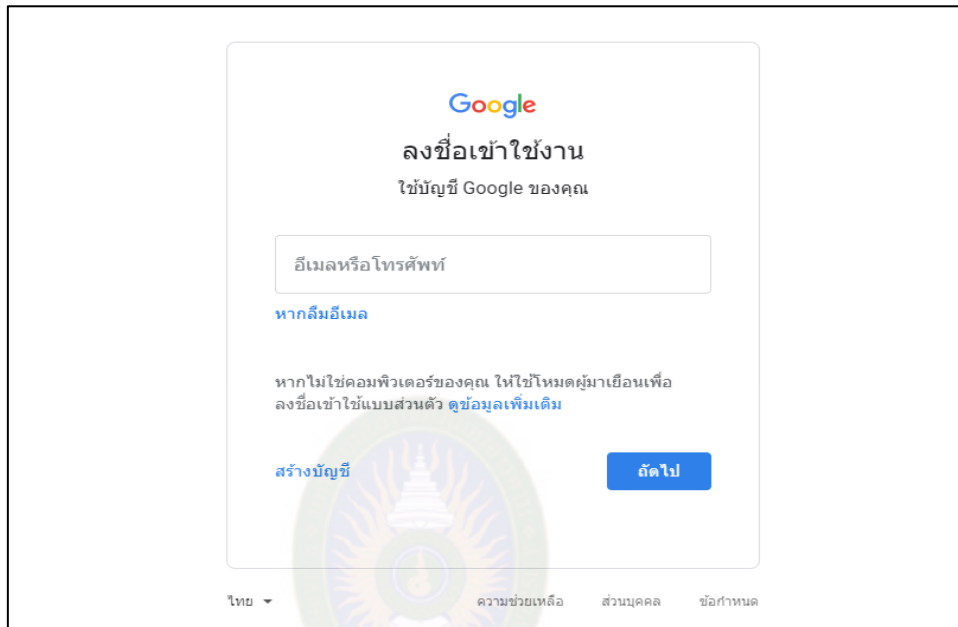 Google
ลงชื่อเข้าใช้งาน
ใช้บัญชี Google ของคุณ
อีเมลหรือโทรศัพท์
หากลืมอีเมล
หากไม่ใช่คอมพิวเตอร์ของคุณ ให้ใช้โหมดผู้มาเยือนเพื่อ
ลงชื่อเข้าใช้แบบส่วนตัว ดูข้อมูลเพิ่มเติม
สร้างบัญชี ถัดไป
ไทย ความช่วยเหลือ ส่วนบุคคล ข้อกำหนด